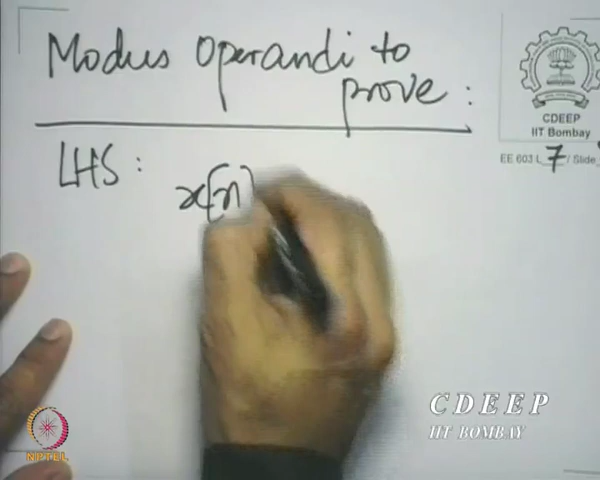 Modus Operandi to
prove :
LHS : x[n]
CDEEP
IIT Bombay
EE 603 L 7 / Slide
CDEEP
IIT BOMBAY
NPTEL